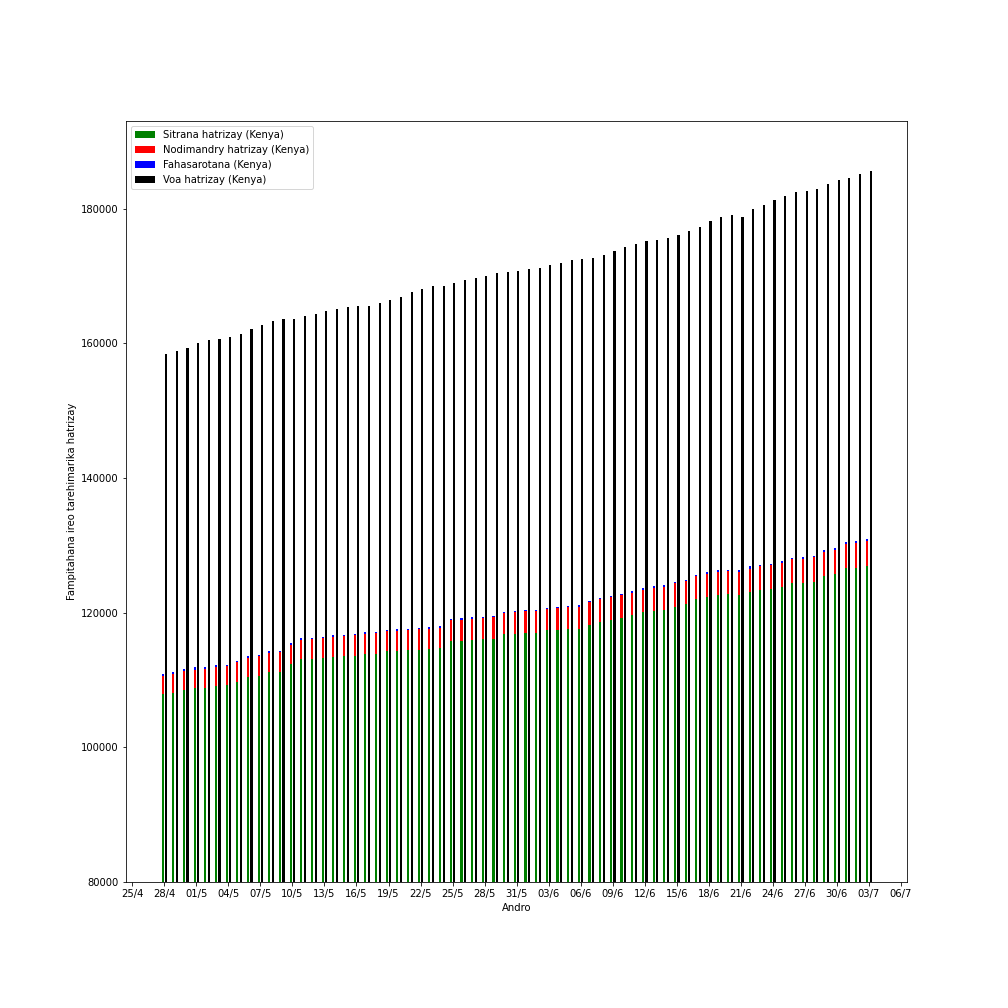 Sitrana hatrizay (Kenya)
Nodimandry hatrizay (Kenya)
Fahasarotana (Kenya)
Voa hatrizay (Kenya)
Fampitahana ireo tarehimarika hatrizay
180000
160000
140000
120000
100000
80000
25/4 28/4 01/5 04/5 07/5 10/5 13/5 16/5 19/5 22/5 25/5 28/5 31/5 03/6 06/6 09/6 12/6 15/6 18/6 21/6 24/6 27/6 30/6 03/7 06/7
Andro